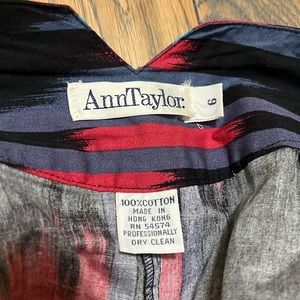 AnnTaylor.
6
100% COTTON
MADE IN
HONG KONG
RN 54574
PROFESSIONALLY
DRY CLEAN